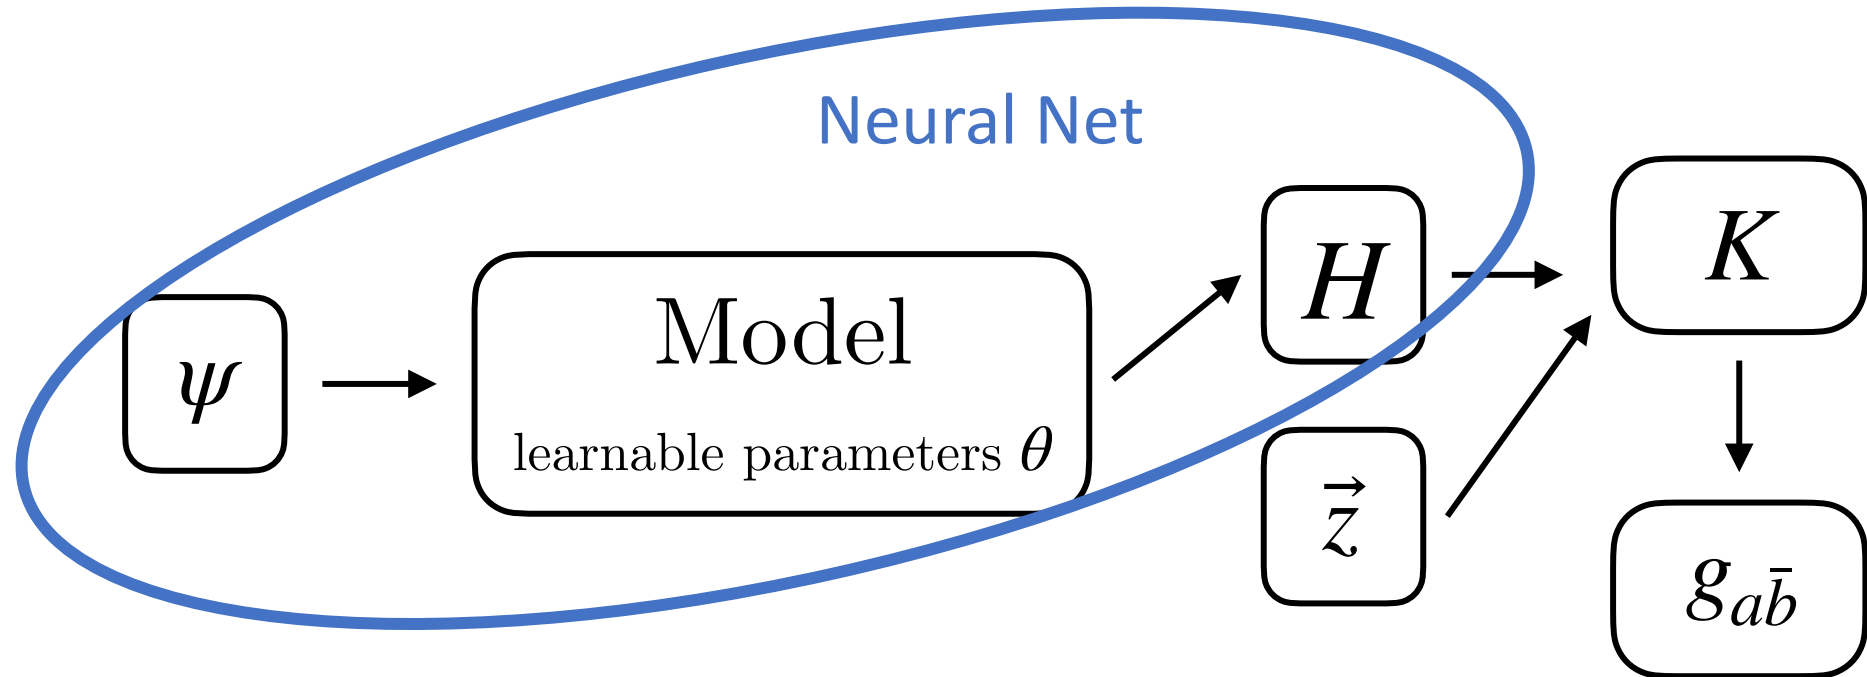 Neural Net
ψ
Model
learnable parameters θ
H
K
z⃗
g_{ab̄}